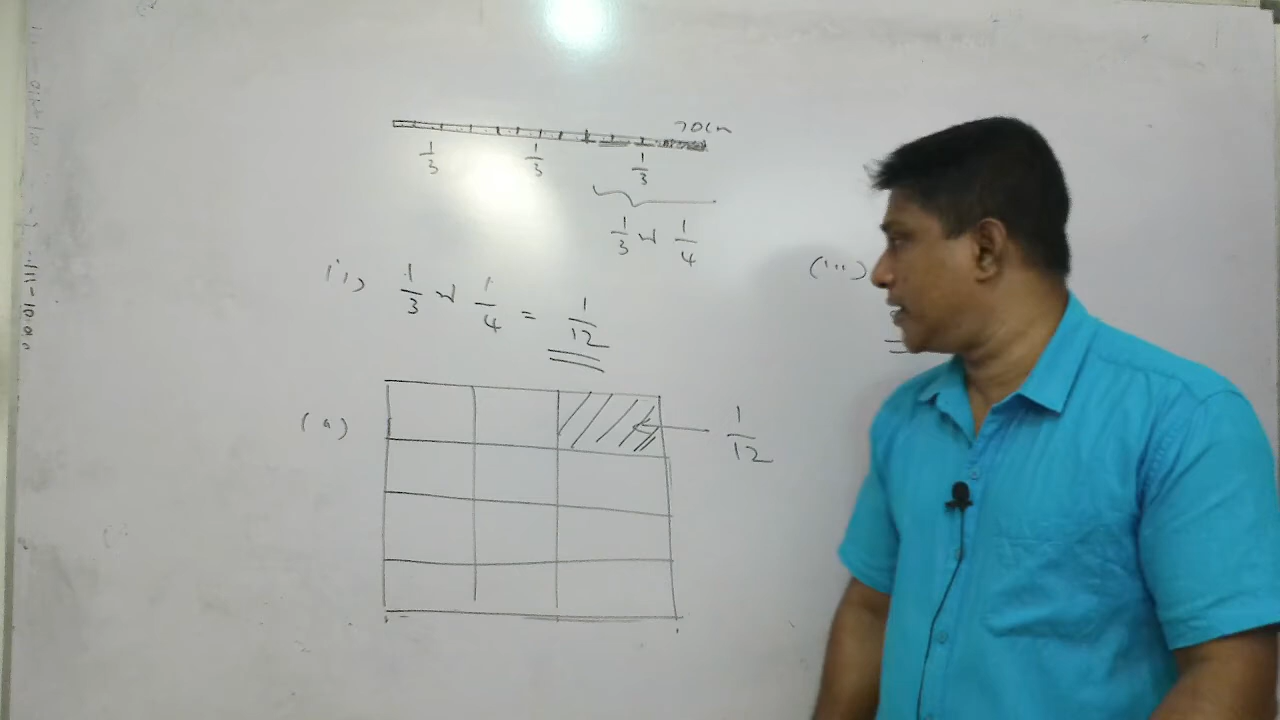 70cm
1/3 1/3 1/3
1/3 න් 1/4
ii) 1/3 න් 1/4 = 1/12
(iii)
(a) 1/12